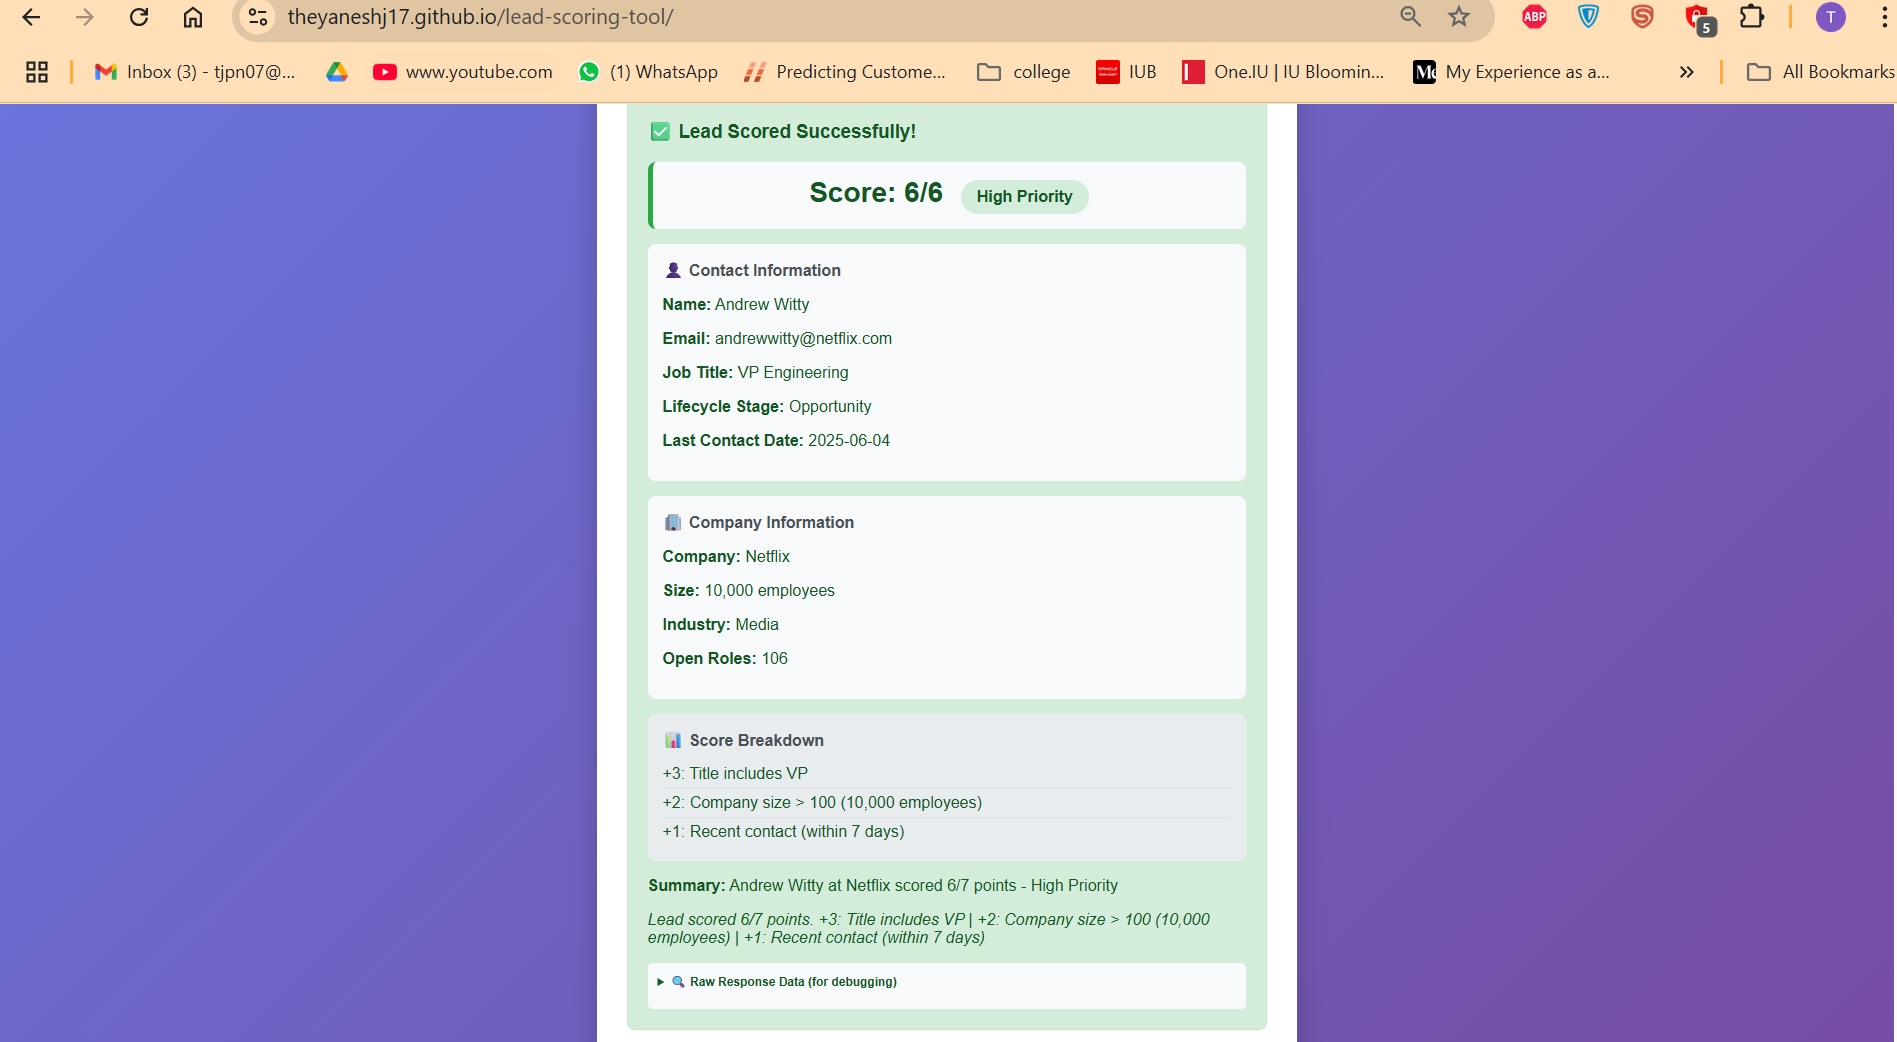 theyaneshj17.github.io/lead-scoring-tool/
ABP
5
T
Inbox (3) - tjpn07@...
www.youtube.com
(1) WhatsApp
Predicting Custome...
college
IUB
One.IU | IU Bloomin...
My Experience as a...
All Bookmarks
Lead Scored Successfully!
Score: 6/6 High Priority
Contact Information
Name: Andrew Witty
Email: andrewwitty@netflix.com
Job Title: VP Engineering
Lifecycle Stage: Opportunity
Last Contact Date: 2025-06-04
Company Information
Company: Netflix
Size: 10,000 employees
Industry: Media
Open Roles: 106
Score Breakdown
+3: Title includes VP
+2: Company size > 100 (10,000 employees)
+1: Recent contact (within 7 days)
Summary: Andrew Witty at Netflix scored 6/7 points - High Priority
Lead scored 6/7 points. +3: Title includes VP | +2: Company size > 100 (10,000
employees) | +1: Recent contact (within 7 days)
Raw Response Data (for debugging)